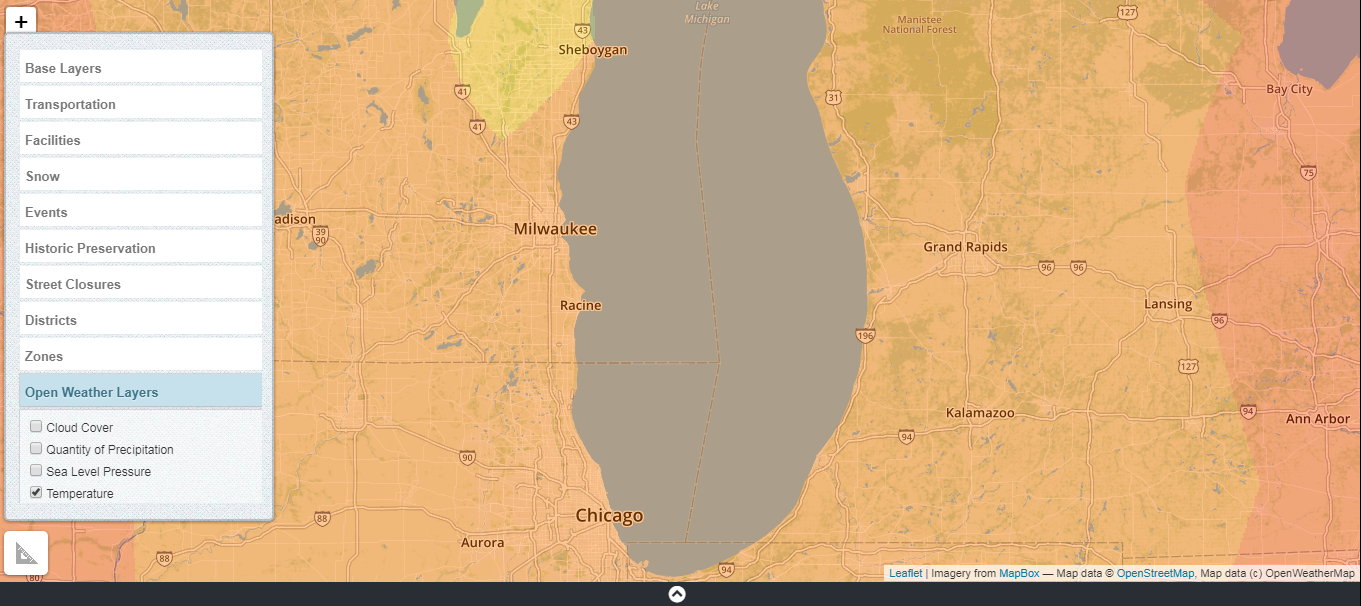 +
Base Layers
Transportation
Facilities
Snow
Events
Historic Preservation
Street Closures
Districts
Zones
Open Weather Layers
Cloud Cover
Quantity of Precipitation
Sea Level Pressure
Temperature
Lake
Michigan
Manistee
National Forest
127
43
Sheboygan
41
31
Bay City
41
43
75
adison
39
90
Milwaukee
Grand Rapids
96
96
Racine
Lansing
96
196
127
Kalamazoo
94
Ann Arbor
94
90
Chicago
88
Aurora
88
94
80
Leaflet | Imagery from MapBox — Map data © OpenStreetMap, Map data (c) OpenWeatherMap